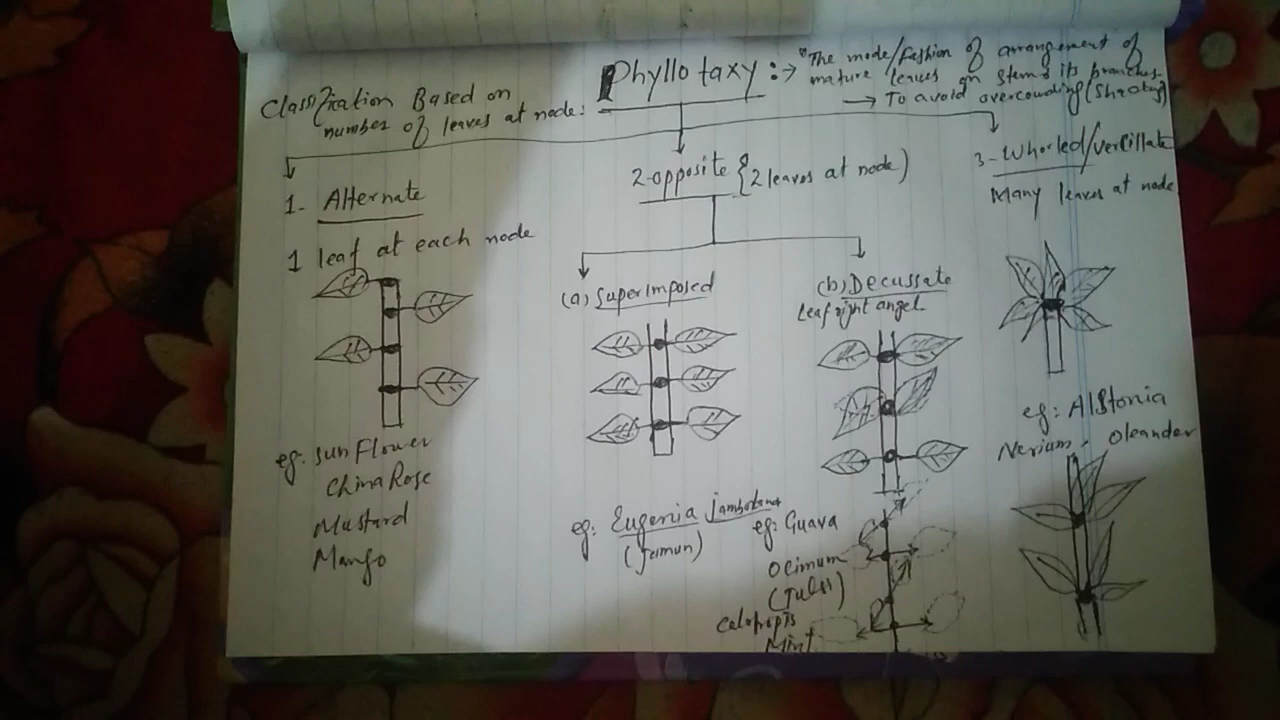 Phyllotaxy :→ "The mode/fashion of arrangement of
mature leaves on stem & its branches.
→ To avoid overcowding (Shading)
Classification Based on
number of leaves at node:
1- Alternate
1 leaf at each node
eg: sunFlower
ChinaRose
Mustard
Mango
2-opposite {2 leaves at node)
(a) Superimposed
eg: Eugenia Jambolana
(Jamun)
(b) Decussate
Leaf right angel
eg: Guava
Ocimum
(Tulsi)
Calotropis
Mint
3-Whorled/verticillate
Many leaves at node
eg: Alstonia
Nerium, Oleander